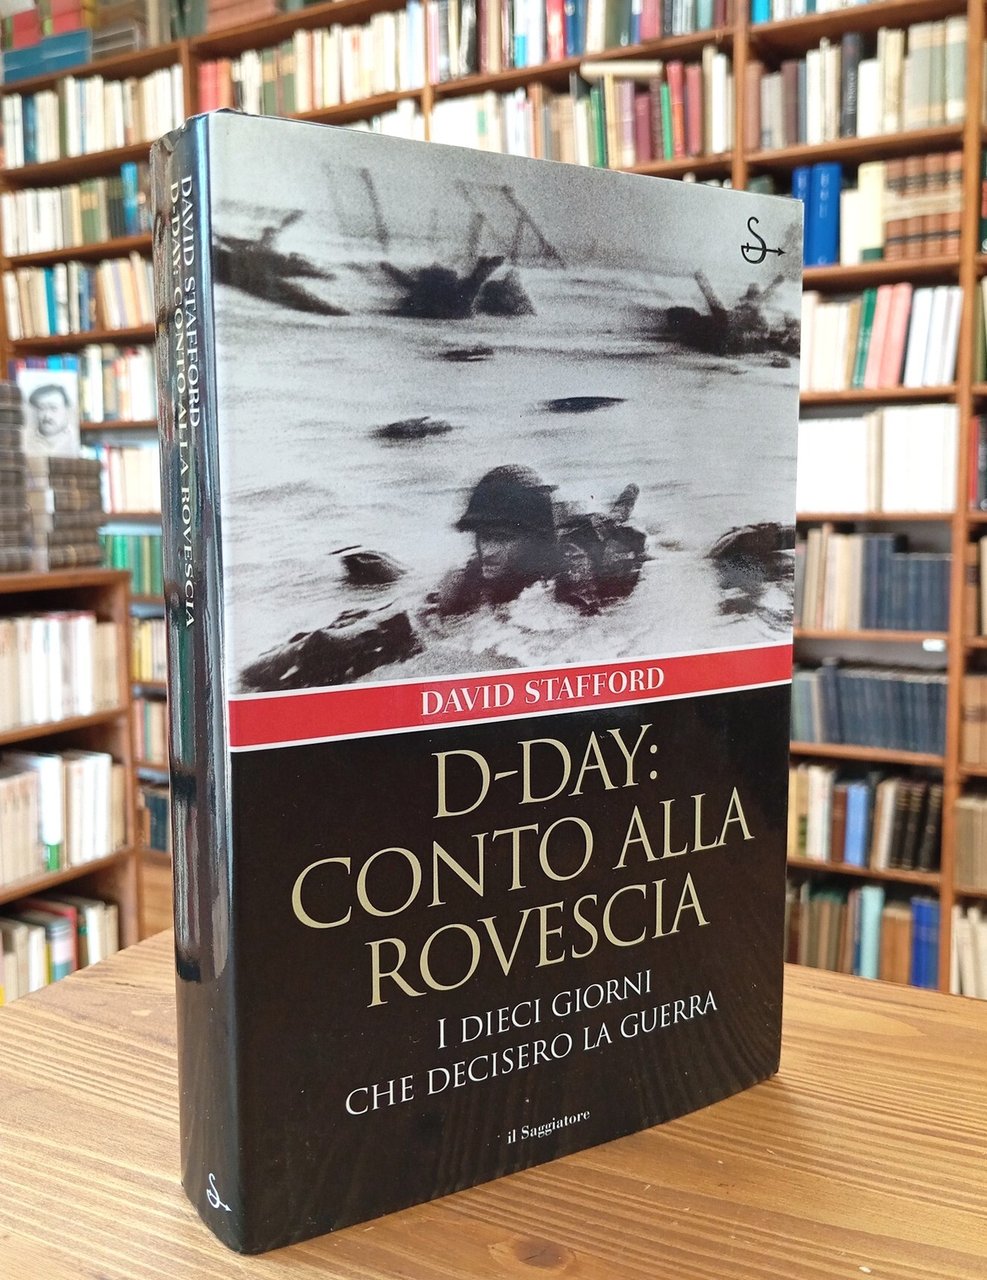 DAVID STAFFORD
D-DAY: CONTO ALLA ROVESCIA
DAVID STAFFORD
D-DAY:
CONTO ALLA
ROVESCIA
I DIECI GIORNI
CHE DECISERO LA GUERRA
il Saggiatore